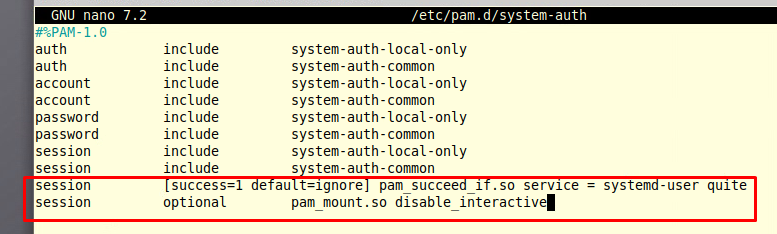 GNU nano 7.2 /etc/pam.d/system-auth
#%PAM-1.0
auth include system-auth-local-only
auth include system-auth-common
account include system-auth-local-only
account include system-auth-common
password include system-auth-local-only
password include system-auth-common
session include system-auth-local-only
session include system-auth-common
session [success=1 default=ignore] pam_succeed_if.so service = systemd-user quite
session optional pam_mount.so disable_interactive